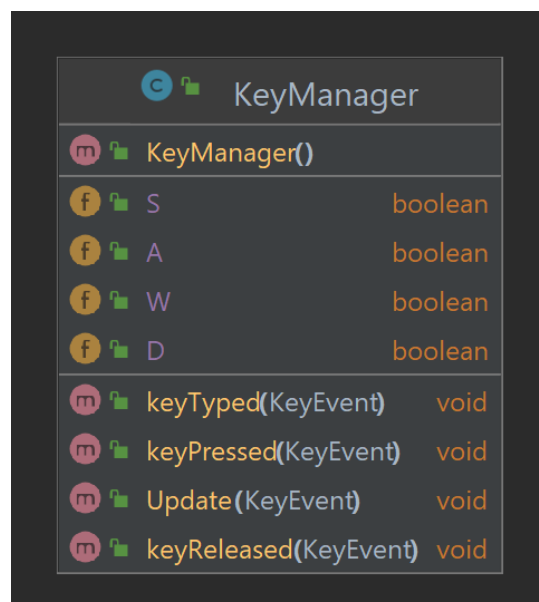 C KeyManager
m KeyManager()
f S boolean
f A boolean
f W boolean
f D boolean
m keyTyped(KeyEvent) void
m keyPressed(KeyEvent) void
m Update(KeyEvent) void
m keyReleased(KeyEvent) void